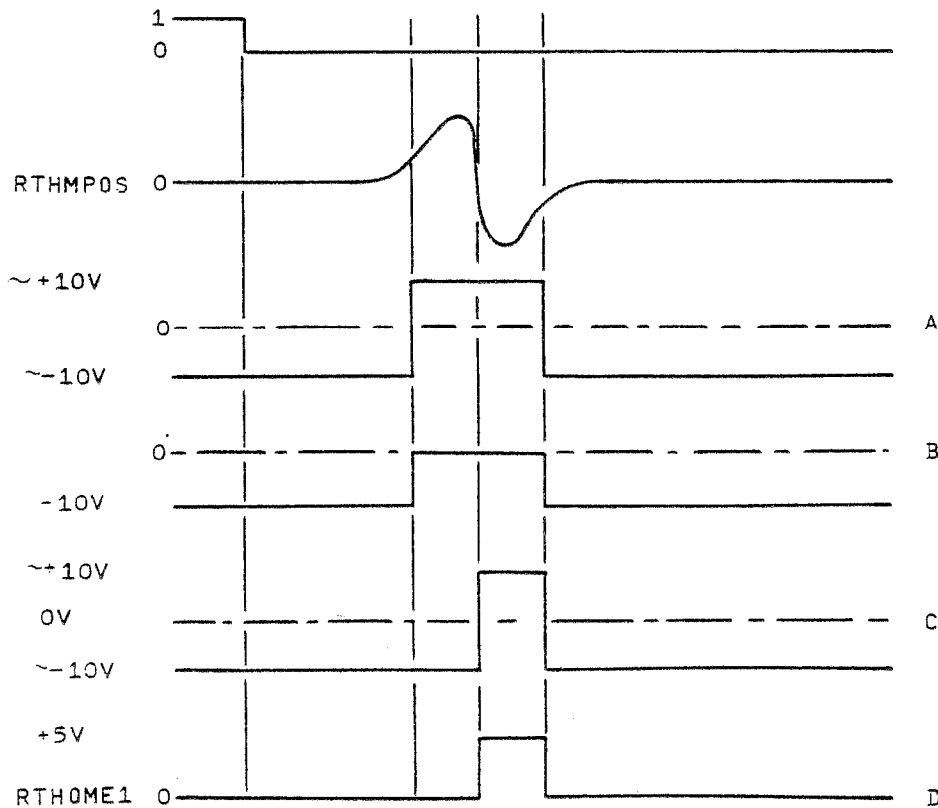 1
0
RTHMPOS 0
~+10V
0 A
~-10V
0 B
-10V
~+10V
0V C
~-10V
+5V
RTHOME1 0 D